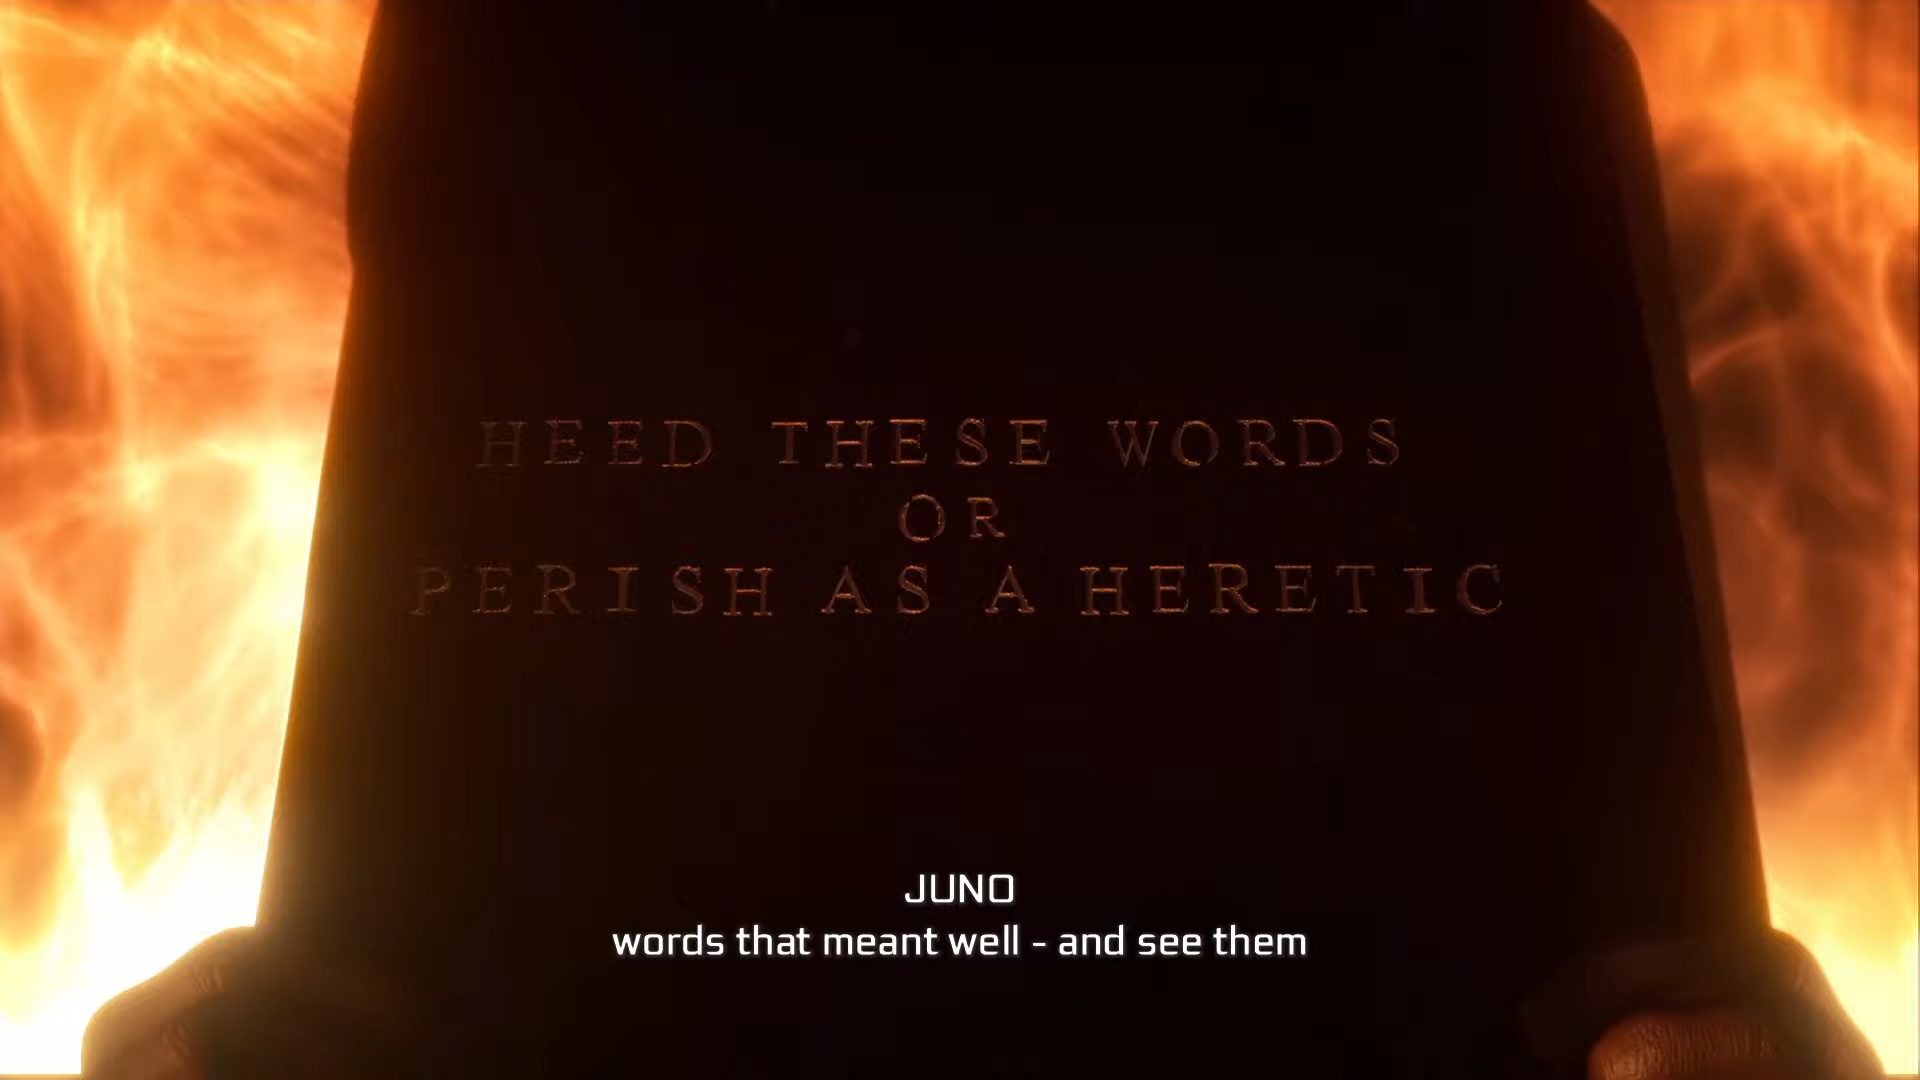 HEED THESE WORDS
OR
PERISH AS A HERETIC
JUNO
words that meant well - and see them